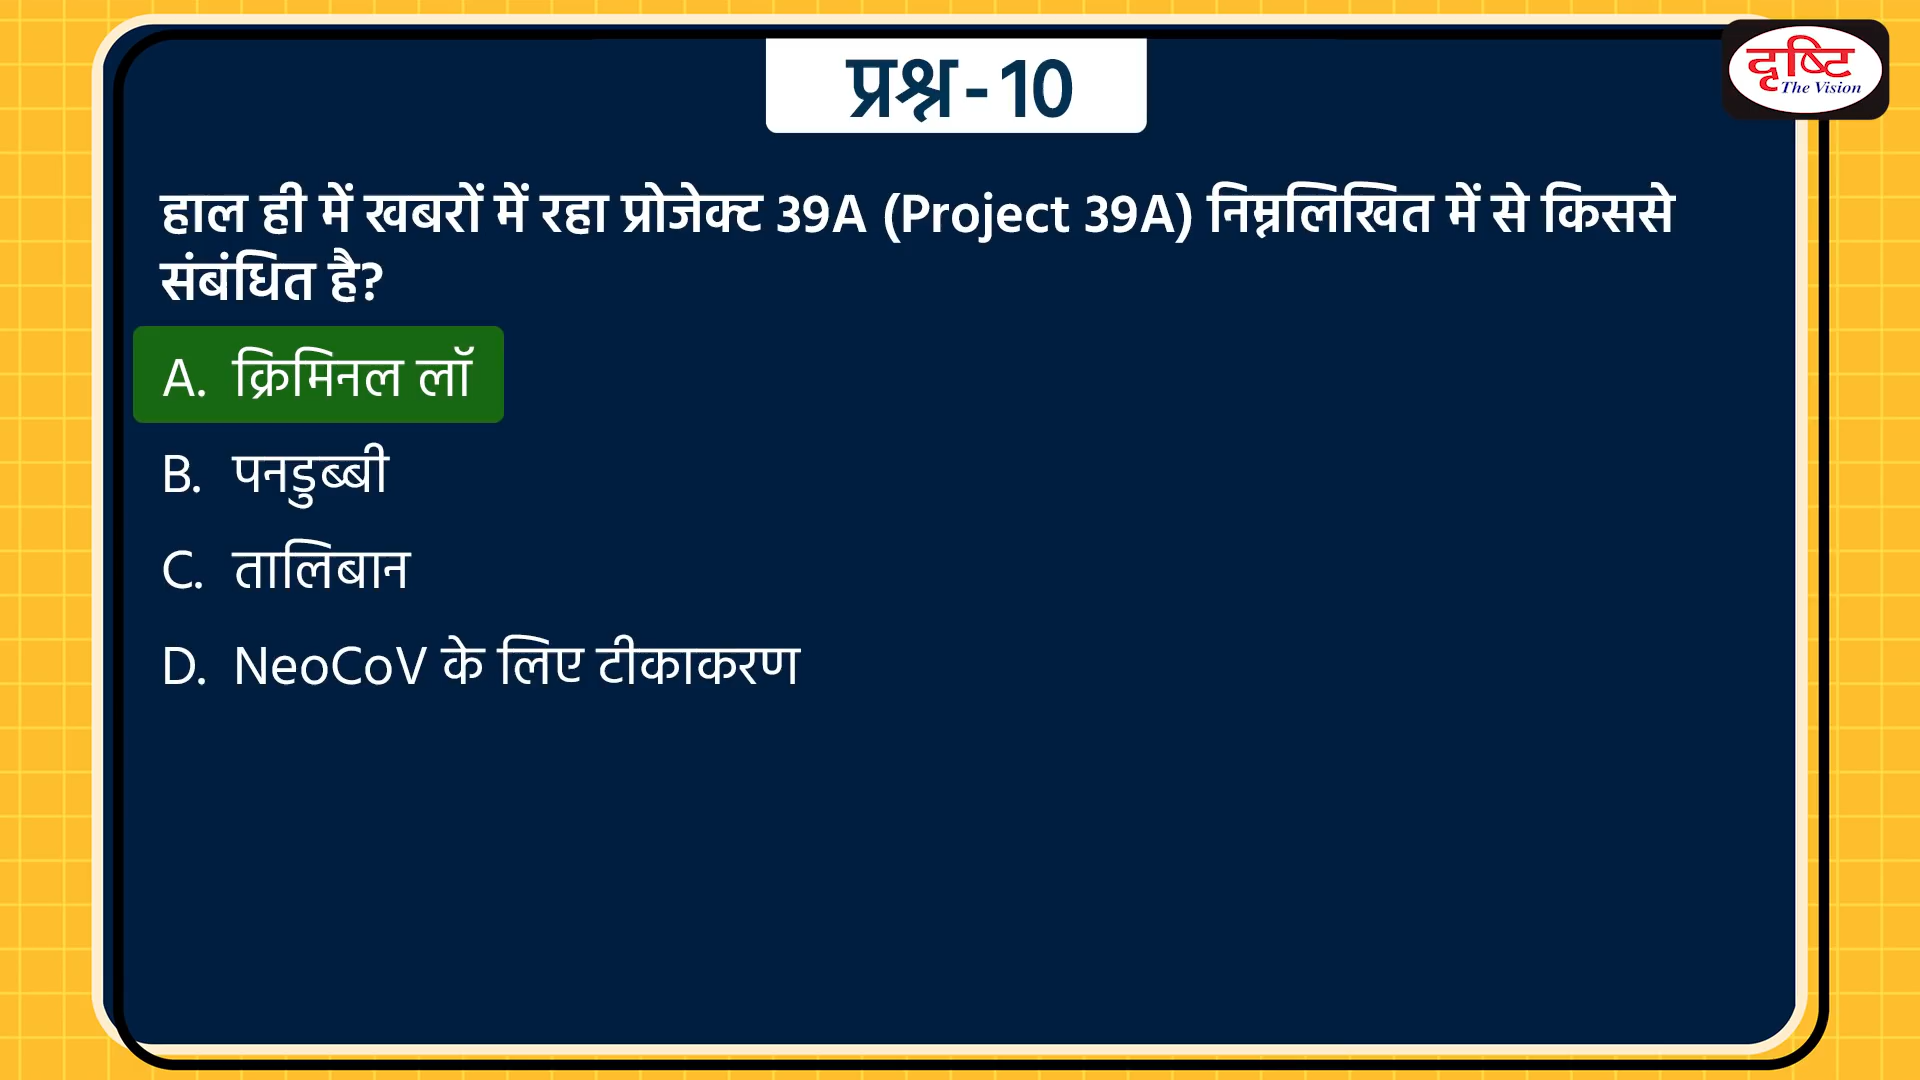 प्रश्न-10
दृष्टि
The Vision
हाल ही में खबरों में रहा प्रोजेक्ट 39A (Project 39A) निम्नलिखित में से किससे
संबंधित है?
A. क्रिमिनल लॉ
B. पनडुब्बी
C. तालिबान
D. NeoCoV के लिए टीकाकरण